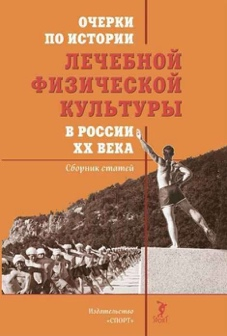 ОЧЕРКИ
ПО ИСТОРИИ
ЛЕЧЕБНОЙ
ФИЗИЧЕСКОЙ
КУЛЬТУРЫ
В РОССИИ
XX ВЕКА
Сборник статей
Издательство
«СПОРТ»